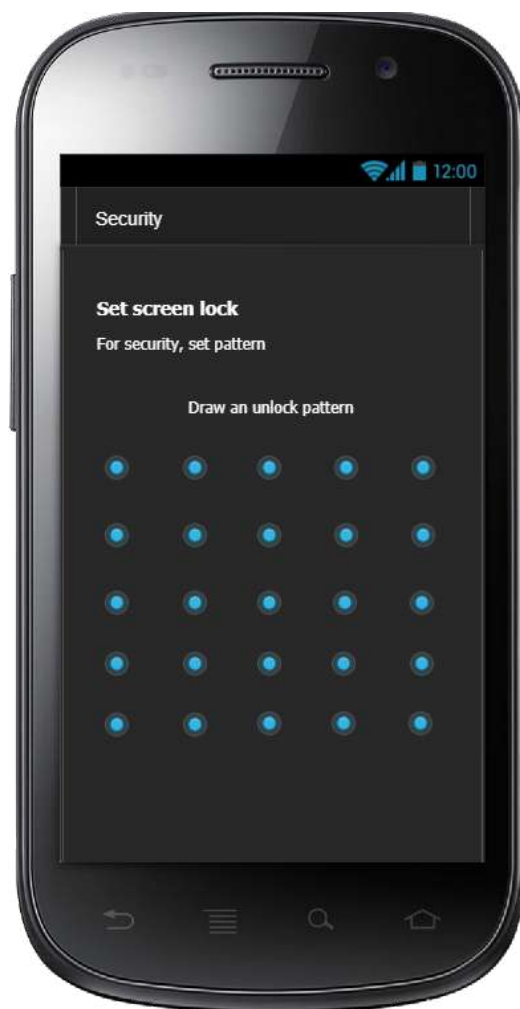 12:00
Security
Set screen lock
For security, set pattern
Draw an unlock pattern